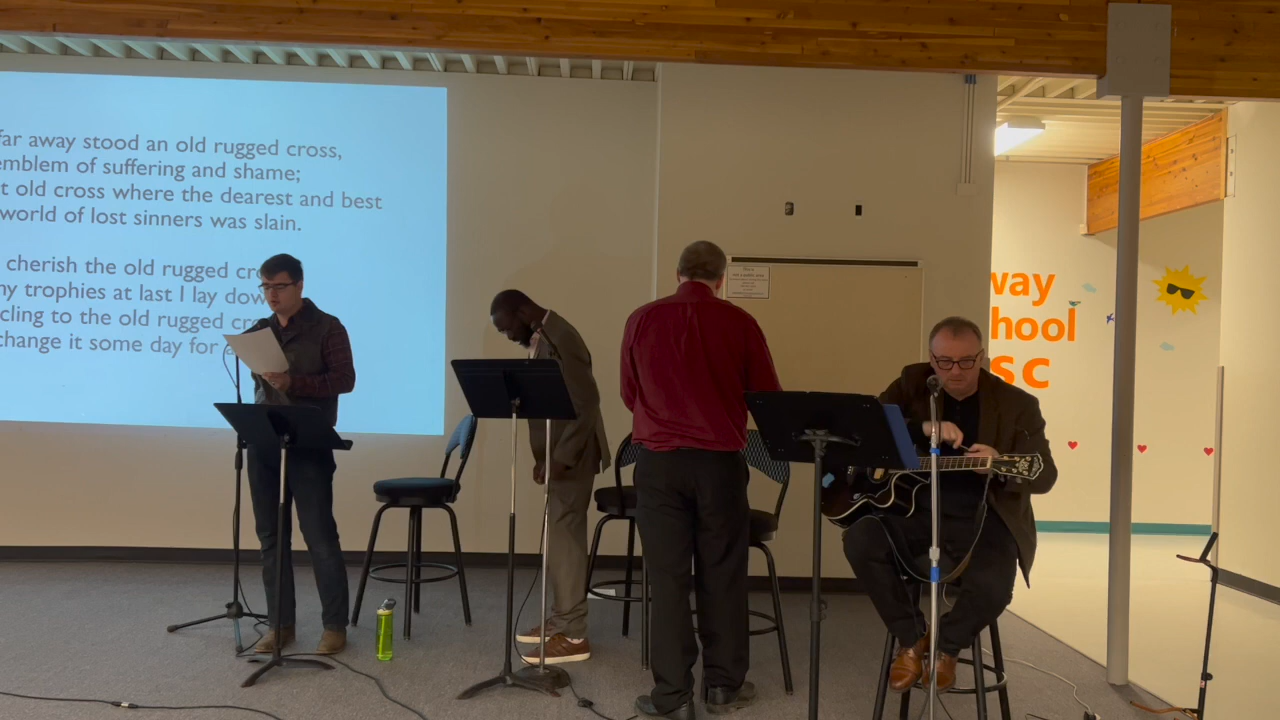 far away stood an old rugged cross,
emblem of suffering and shame;
t old cross where the dearest and best
world of lost sinners was slain.
cherish the old rugged cr
my trophies at last I lay dow
cling to the old rugged cr
change it some day for
way
hool
sc